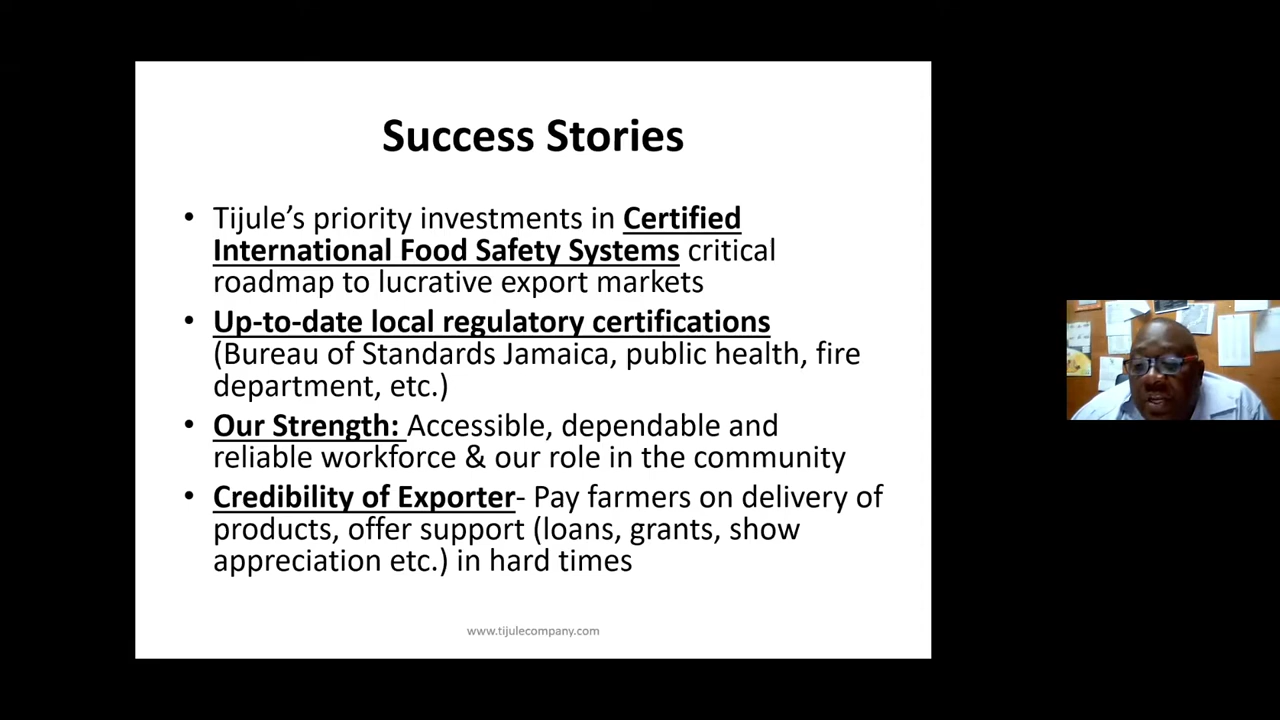 Success Stories
• Tijule’s priority investments in Certified
International Food Safety Systems critical
roadmap to lucrative export markets
• Up-to-date local regulatory certifications
(Bureau of Standards Jamaica, public health, fire
department, etc.)
• Our Strength: Accessible, dependable and
reliable workforce & our role in the community
• Credibility of Exporter- Pay farmers on delivery of
products, offer support (loans, grants, show
appreciation etc.) in hard times
www.tijulecompany.com